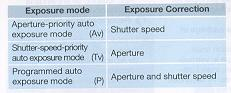 Exposure mode Exposure Correction
Aperture-priority auto
exposure mode (Av) Shutter speed
Shutter-speed-priority
auto exposure mode (Tv) Aperture
Programmed auto
exposure mode (P) Aperture and shutter speed